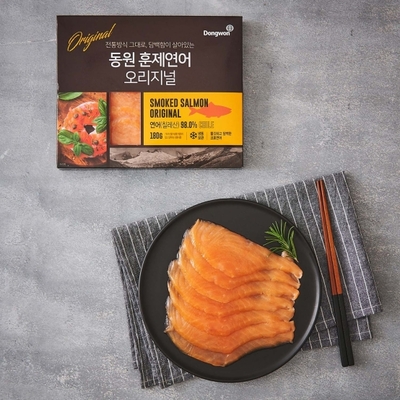 Original
Dongwon
전통방식 그대로, 담백함이 살아있는
동원 훈제연어
오리지널
SMOKED SALMON
ORIGINAL
연어(칠레산) 98.0% CHILE
180g